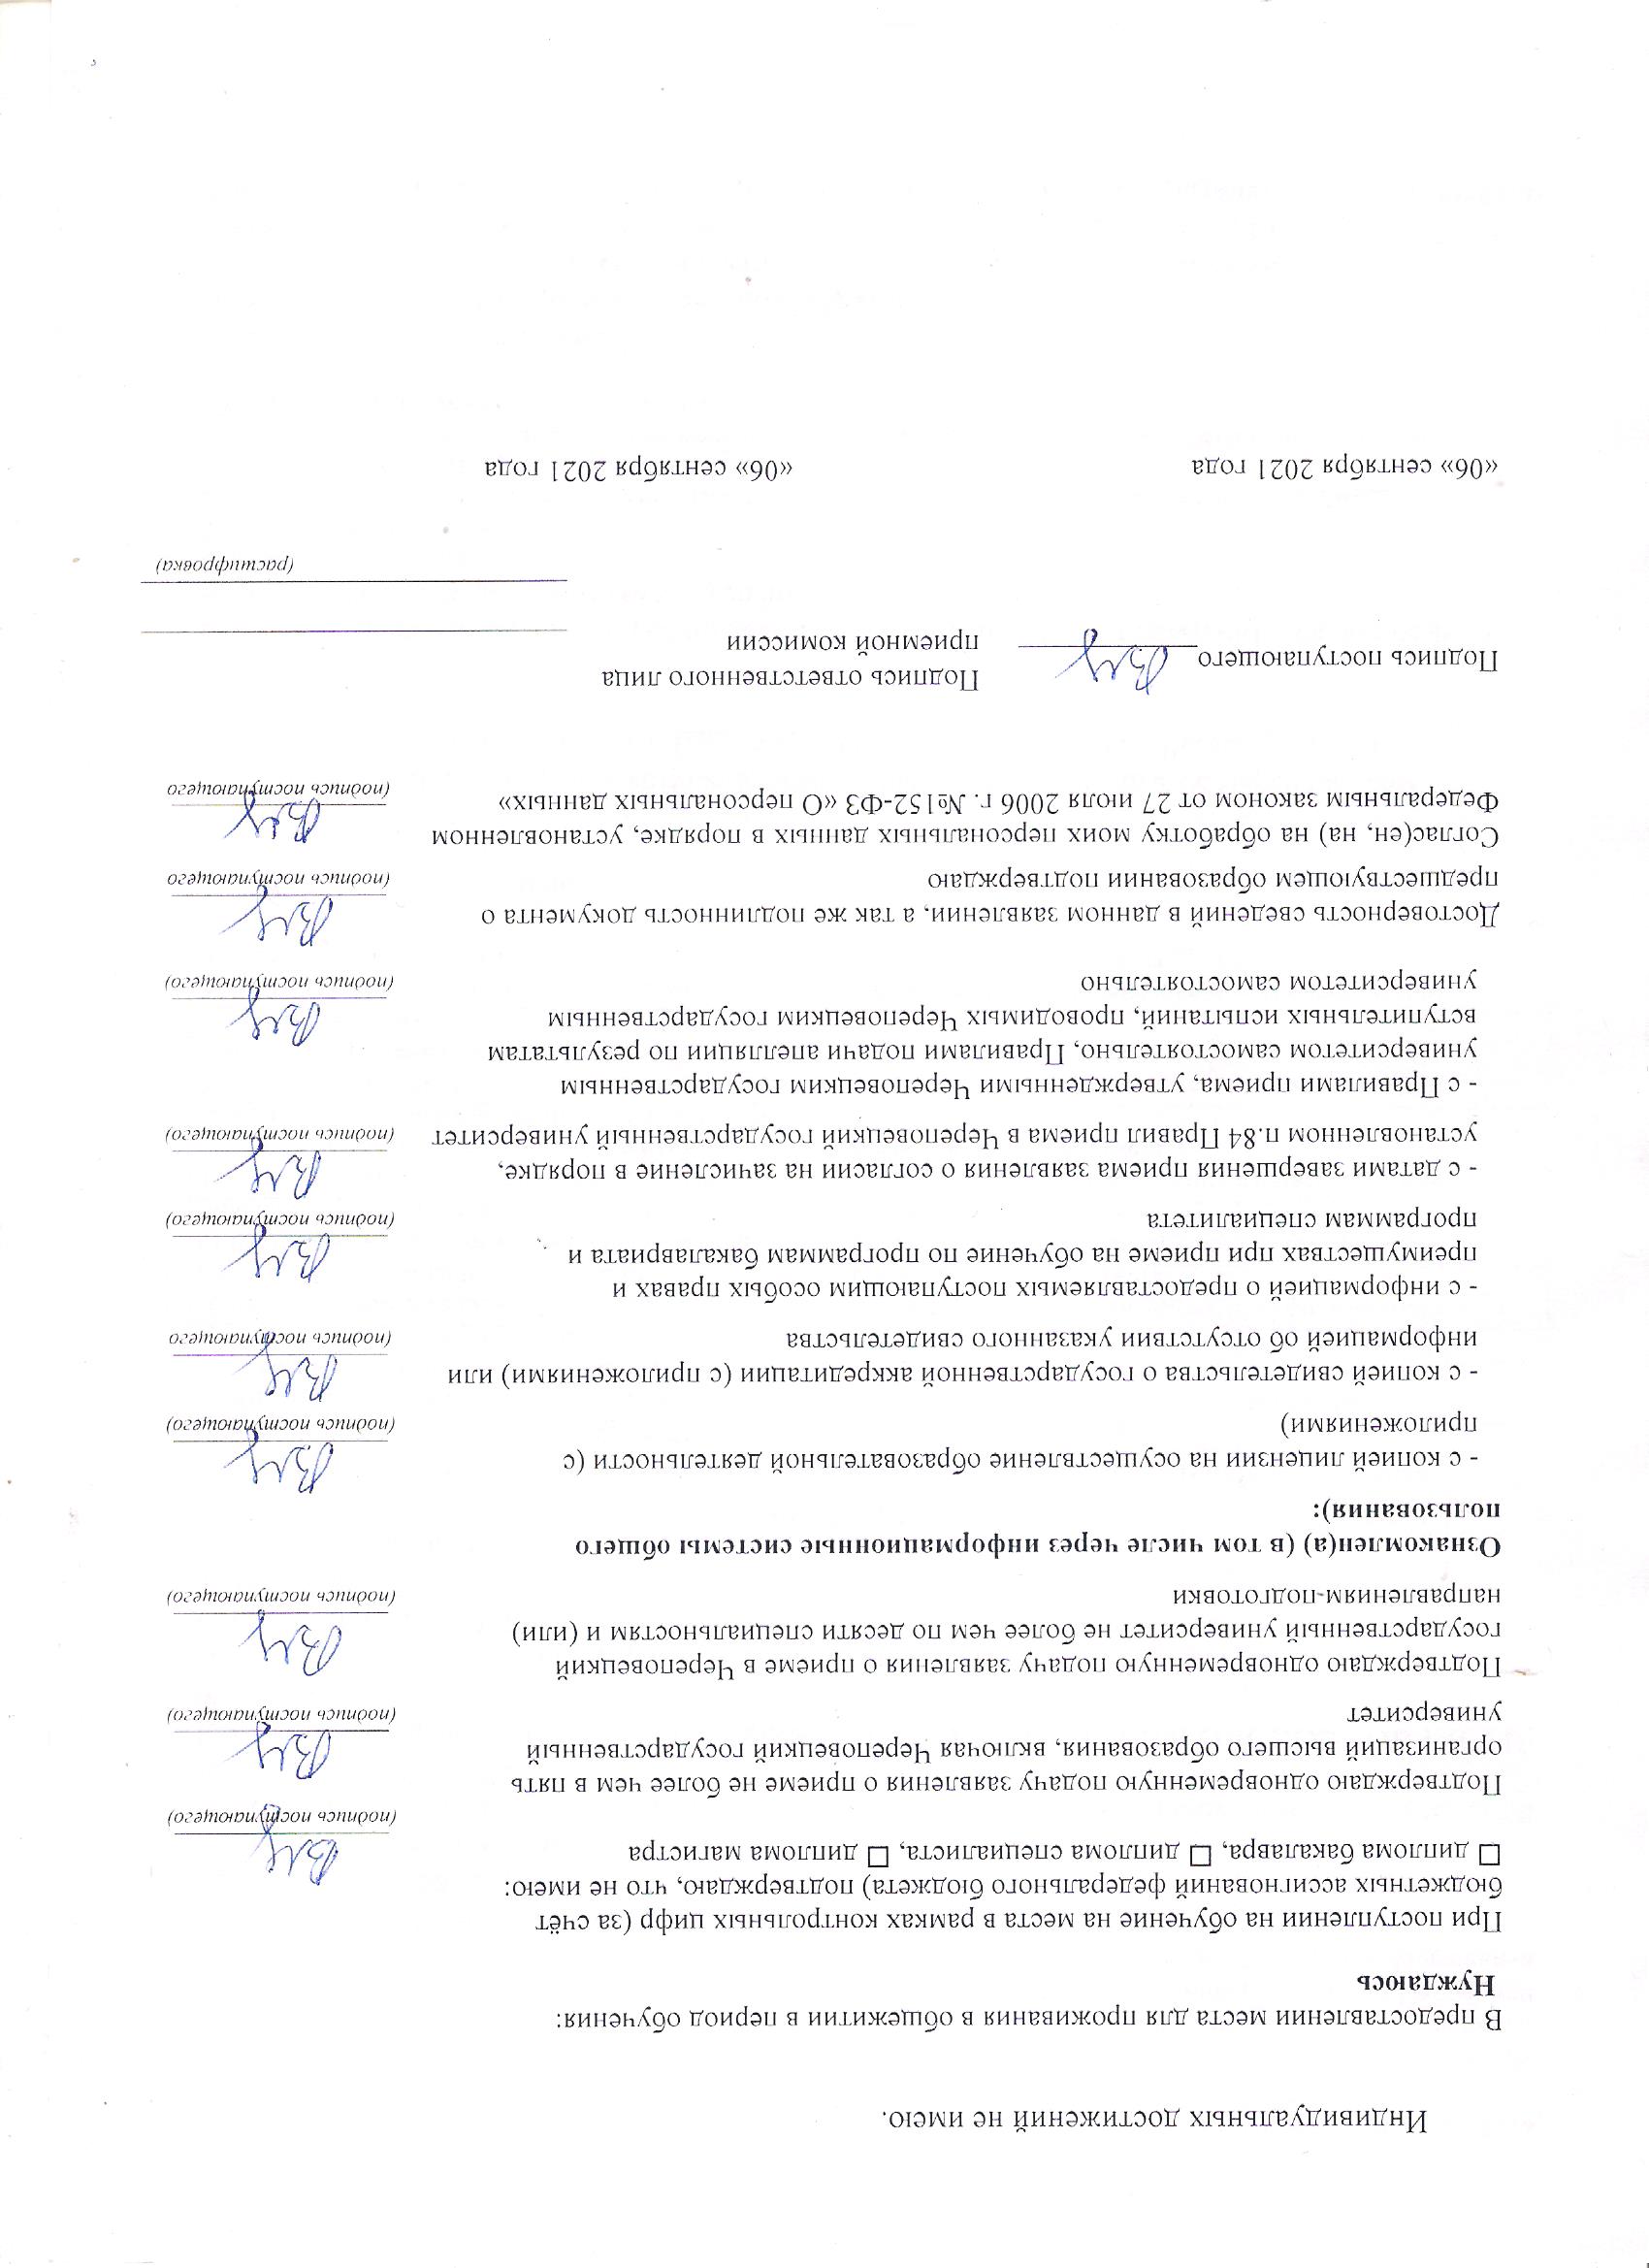 Индивидуальных достижений не имею.
В предоставлении места для проживания в общежитии в период обучения:
Нуждаюсь
При поступлении на обучение на места в рамках контрольных цифр (за счёт
бюджетных ассигнований федерального бюджета) подтверждаю, что не имею:
☐ диплома бакалавра, ☐ диплома специалиста, ☐ диплома магистра
(подпись поступающего)
Подтверждаю одновременную подачу заявления о приеме не более чем в пять
организаций высшего образования, включая Череповецкий государственный
университет
(подпись поступающего)
Подтверждаю одновременную подачу заявления о приеме в Череповецкий
государственный университет не более чем по десяти специальностям и (или)
направлениям подготовки
(подпись поступающего)
Ознакомлен(а) (в том числе через информационные системы общего
пользования):
- с копией лицензии на осуществление образовательной деятельности (с
приложениями)
(подпись поступающего)
- с копией свидетельства о государственной аккредитации (с приложениями) или
информацией об отсутствии указанного свидетельства
(подпись поступающего
- с информацией о предоставляемых поступающим особых правах и
преимуществах при приеме на обучение по программам бакалавриата и
программам специалитета
(подпись поступающего)
- с датами завершения приема заявления о согласии на зачисление в порядке,
установленном п.84 Правил приема в Череповецкий государственный университет
(подпись поступающего)
- с Правилами приема, утвержденными Череповецким государственным
университетом самостоятельно, Правилами подачи апелляции по результатам
вступительных испытаний, проводимых Череповецким государственным
университетом самостоятельно
(подпись поступающего)
Достоверность сведений в данном заявлении, а так же подлинность документа о
предшествующем образовании подтверждаю
(подпись поступающего
Соглас(ен, на) на обработку моих персональных данных в порядке, установленном
Федеральным законом от 27 июля 2006 г. №152-ФЗ «О персональных данных»
(подпись поступающего
Подпись поступающего
Подпись ответственного лица
приемной комиссии
(расшифровка)
«06» сентября 2021 года
«06» сентября 2021 года